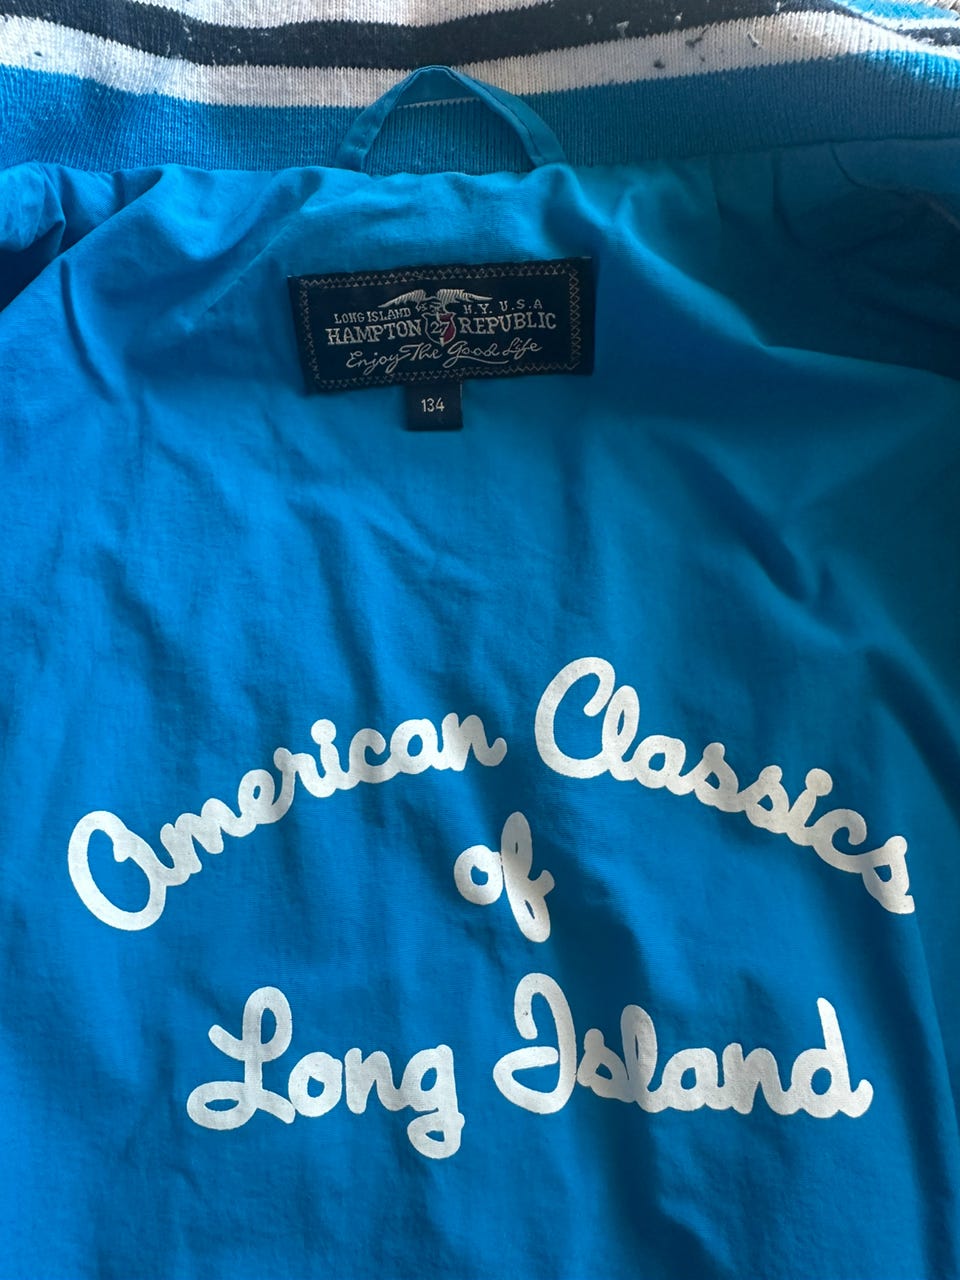 LONG ISLAND N.Y. U.S.A
HAMPTON 27 REPUBLIC
Enjoy The Good Life
134
American Classics
of
Long Island